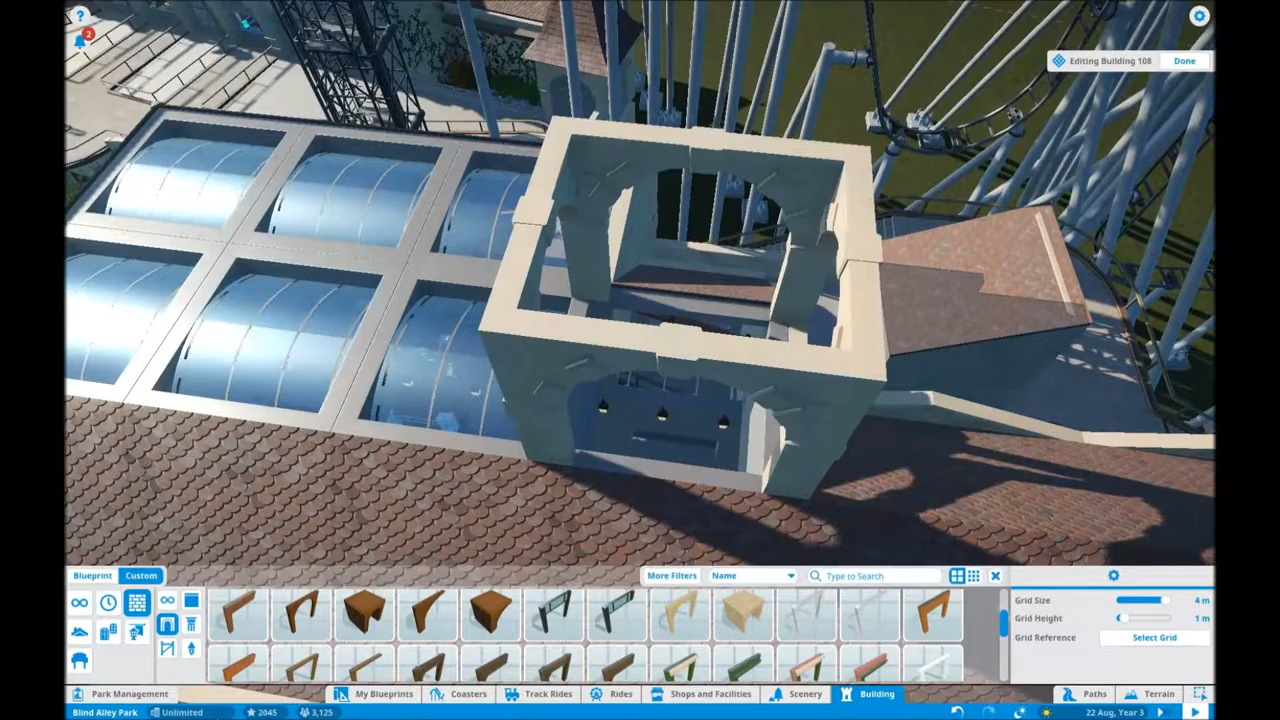 ?
2
Editing Building 108 Done
Blueprint Custom
More Filters Name Type to Search
Grid Size 4 m
Grid Height 1 m
Grid Reference Select Grid
Park Management My Blueprints Coasters Track Rides Rides Shops and Facilities Scenery Building Paths Terrain
Blind Alley Park Unlimited 2045 3,125 22 Aug, Year 3